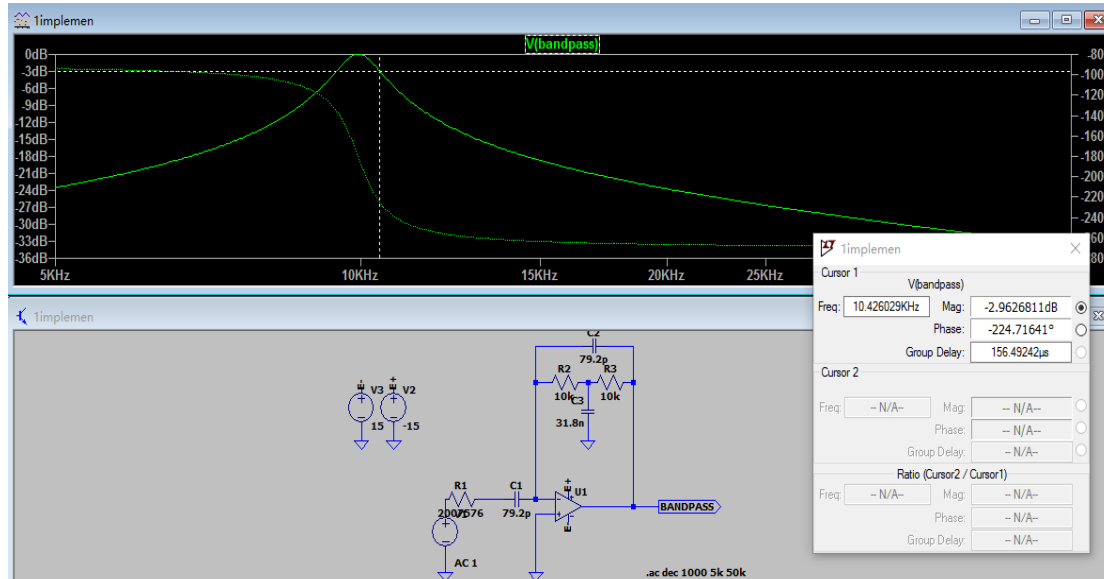 1implemen
V(bandpass)
0dB
-3dB
-6dB
-9dB
-12dB
-15dB
-18dB
-21dB
-24dB
-27dB
-30dB
-33dB
-36dB
-80
-100
-120
-140
-160
-180
-200
-220
-240
5KHz
10KHz
15KHz
20KHz
25KHz
1implemen
C2
79.2p
R2
R3
10k
10k
C3
31.8n
E-
V3
E+
V2
15
-15
R1
C1
79.2p
E+
U1
E-
BANDPASS
AC 1
.ac dec 1000 5k 50k
1implemen
Cursor 1
V(bandpass)
Freq: 10.426029KHz Mag: -2.9626811dB
Phase: -224.71641°
Group Delay: 156.49242µs
Cursor 2
Freq: -- N/A-- Mag: -- N/A--
Phase: -- N/A--
Group Delay: -- N/A--
Ratio (Cursor2 / Cursor1)
Freq: -- N/A-- Mag: -- N/A--
Phase: -- N/A--
Group Delay: -- N/A--